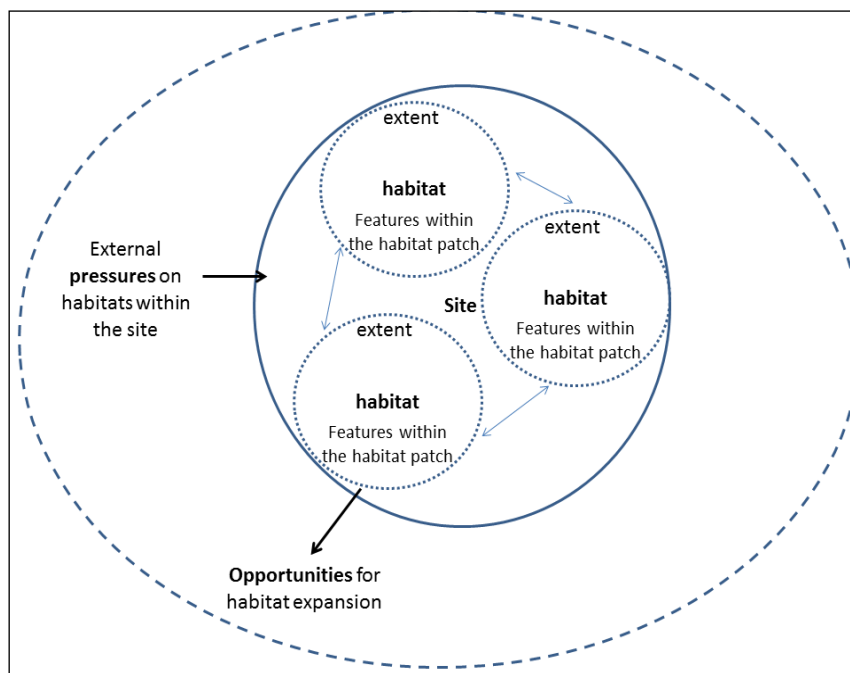 extent
habitat
Features within
the habitat patch
extent
habitat
Features within
the habitat patch
Site
External
pressures on
habitats within
the site
extent
habitat
Features within
the habitat patch
Opportunities for
habitat expansion